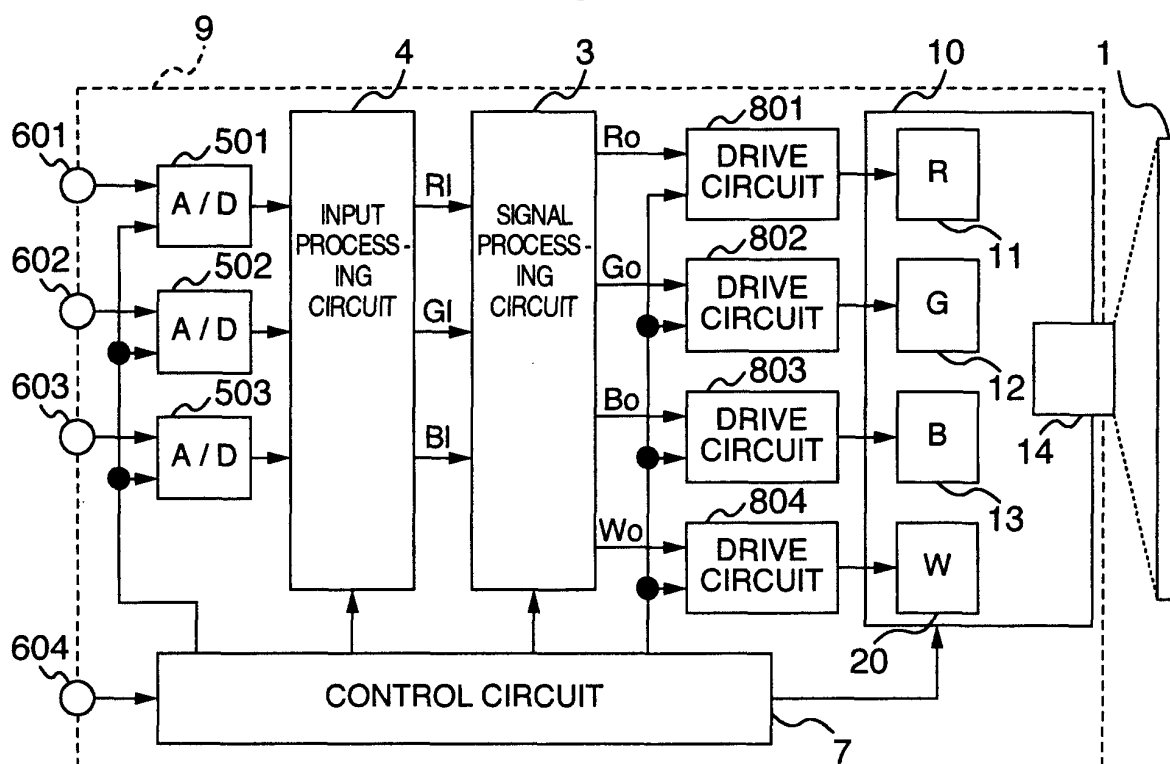 9
4
3
10
1
601
501
A / D
INPUT
PROCESS-
ING
CIRCUIT
RI
SIGNAL
PROCESS-
ING
CIRCUIT
Ro
801
DRIVE
CIRCUIT
R
11
602
502
A / D
GI
Go
802
DRIVE
CIRCUIT
G
12
603
503
A / D
BI
Bo
803
DRIVE
CIRCUIT
B
13
14
Wo
804
DRIVE
CIRCUIT
W
20
604
CONTROL CIRCUIT
7